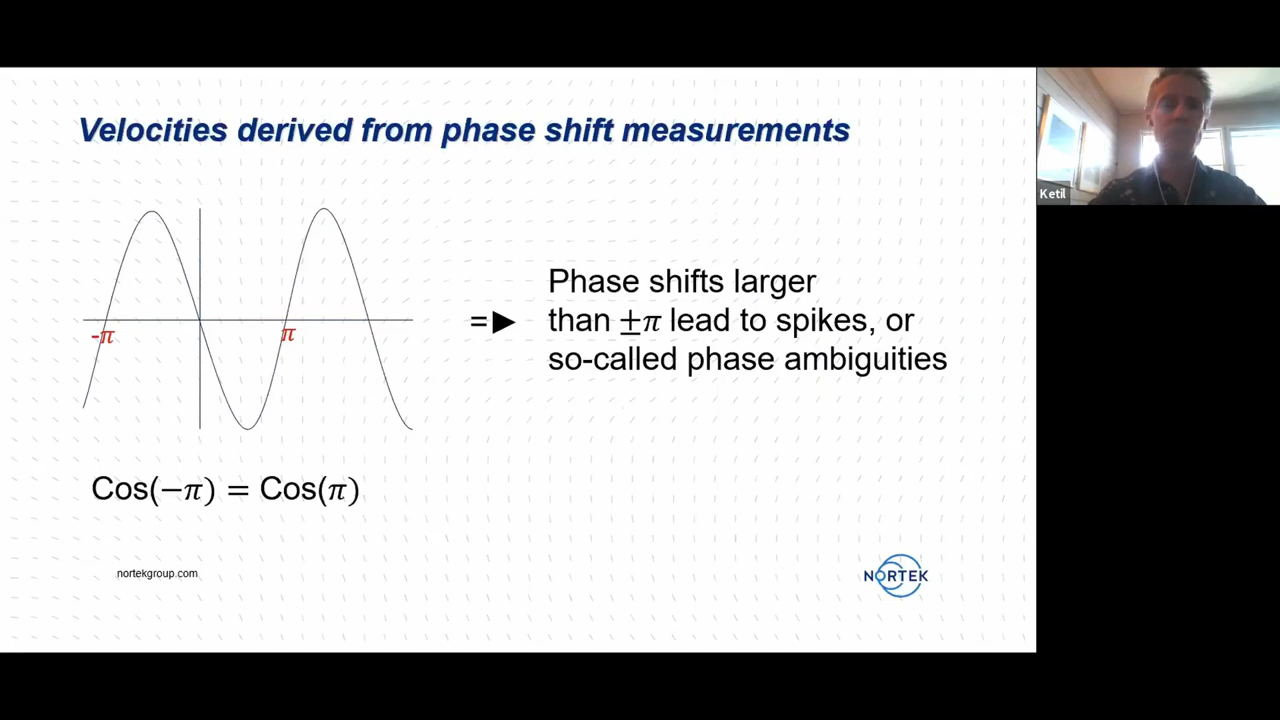 Velocities derived from phase shift measurements
Ketil
-π
π
=► Phase shifts larger
than ±π lead to spikes, or
so-called phase ambiguities
Cos(−π) = Cos(π)
nortekgroup.com
NORTEK